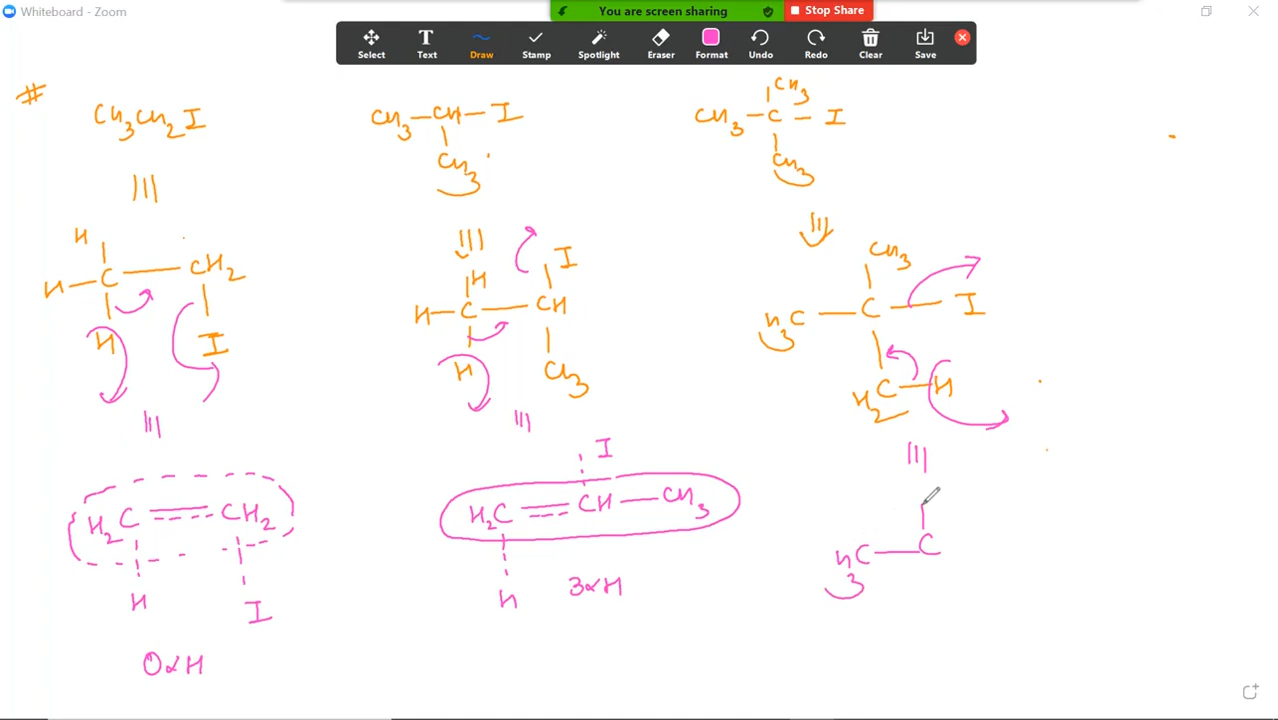 Whiteboard - Zoom
You are screen sharing
Stop Share
Select
Text
Draw
Stamp
Spotlight
Eraser
Format
Undo
Redo
Clear
Save
#
CH3CH2I
CH3-CH-I
CH3
CH3
CH3-C-I
CH3
|||
|||
|||
H
H-C-CH2
H
I
H
I
H-C-CH
H
CH3
CH3
H3C-C-I
H2C-H
|||
|||
|||
H2C=CH2
H
I
0αH
I
H2C=CH-CH3
H
3αH
H3C-C